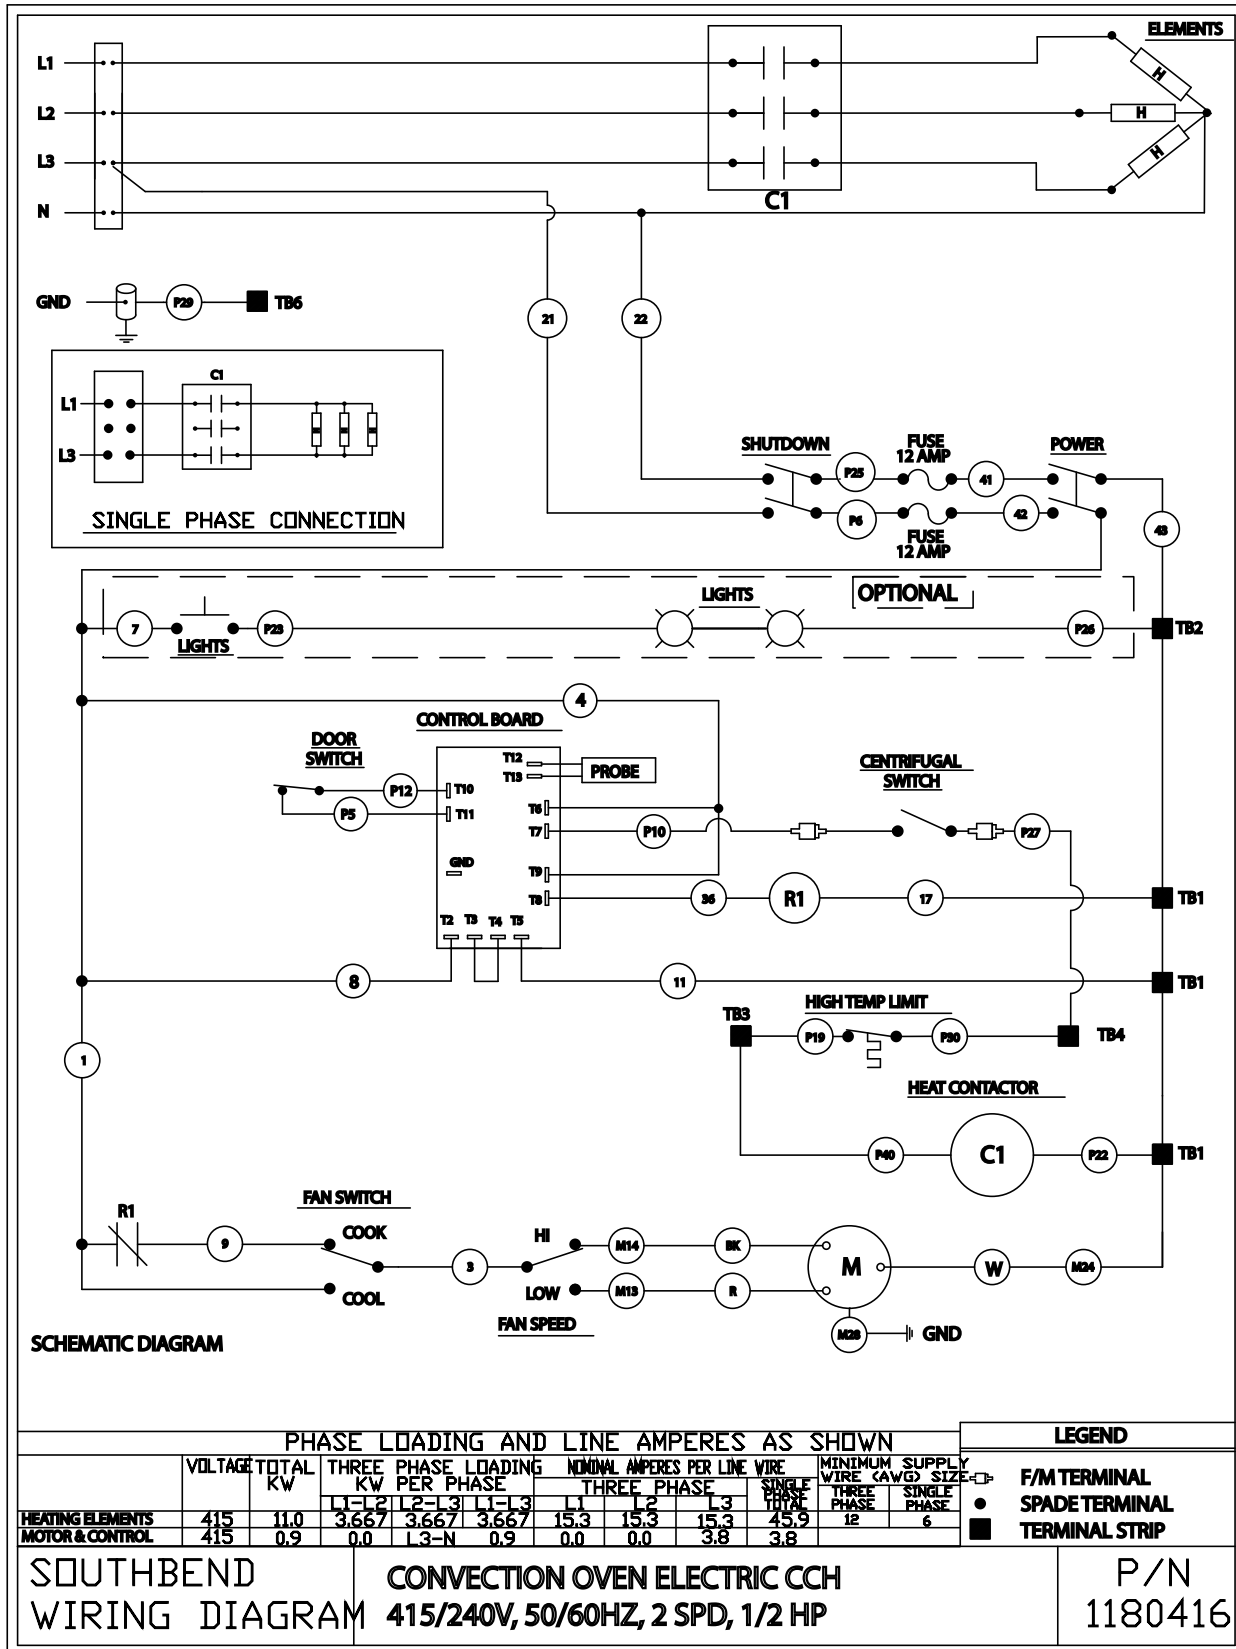 ELEMENTS
L1
L2
L3
N
C1
GND
P29
TB6
21
22
L1
L3
C1
SINGLE PHASE CONNECTION
SHUTDOWN
FUSE
12 AMP
POWER
P25
41
P6
42
FUSE
12 AMP
43
OPTIONAL
LIGHTS
7
P23
P26
TB2
LIGHTS
4
CONTROL BOARD
DOOR
SWITCH
T12
T13
PROBE
CENTRIFUGAL
SWITCH
P12
T10
P5
T11
T6
T7
P10
P27
GND
T9
T8
36
R1
17
TB1
T2
T3
T4
T5
8
11
TB1
HIGH TEMP LIMIT
TB3
P19
P30
TB4
1
HEAT CONTACTOR
P40
C1
P22
TB1
FAN SWITCH
R1
COOK
HI
M14
BK
9
3
M
W
M24
COOL
LOW
M13
R
FAN SPEED
M28
GND
SCHEMATIC DIAGRAM
PHASE LOADING AND LINE AMPERES AS SHOWN
VOLTAGE TOTAL KW THREE PHASE LOADING KW PER PHASE NOMINAL AMPERES PER LINE WIRE MINIMUM SUPPLY WIRE (AWG) SIZE
THREE PHASE SINGLE PHASE TOTAL THREE PHASE SINGLE PHASE
L1-L2 L2-L3 L1-L3 L1 L2 L3
HEATING ELEMENTS 415 11.0 3.667 3.667 3.667 15.3 15.3 15.3 45.9 12 6
MOTOR & CONTROL 415 0.9 0.0 L3-N 0.9 0.0 0.0 3.8 3.8
LEGEND
F/M TERMINAL
SPADE TERMINAL
TERMINAL STRIP
SOUTHBEND
WIRING DIAGRAM
CONVECTION OVEN ELECTRIC CCH
415/240V, 50/60HZ, 2 SPD, 1/2 HP
P/N
1180416
H
H
H